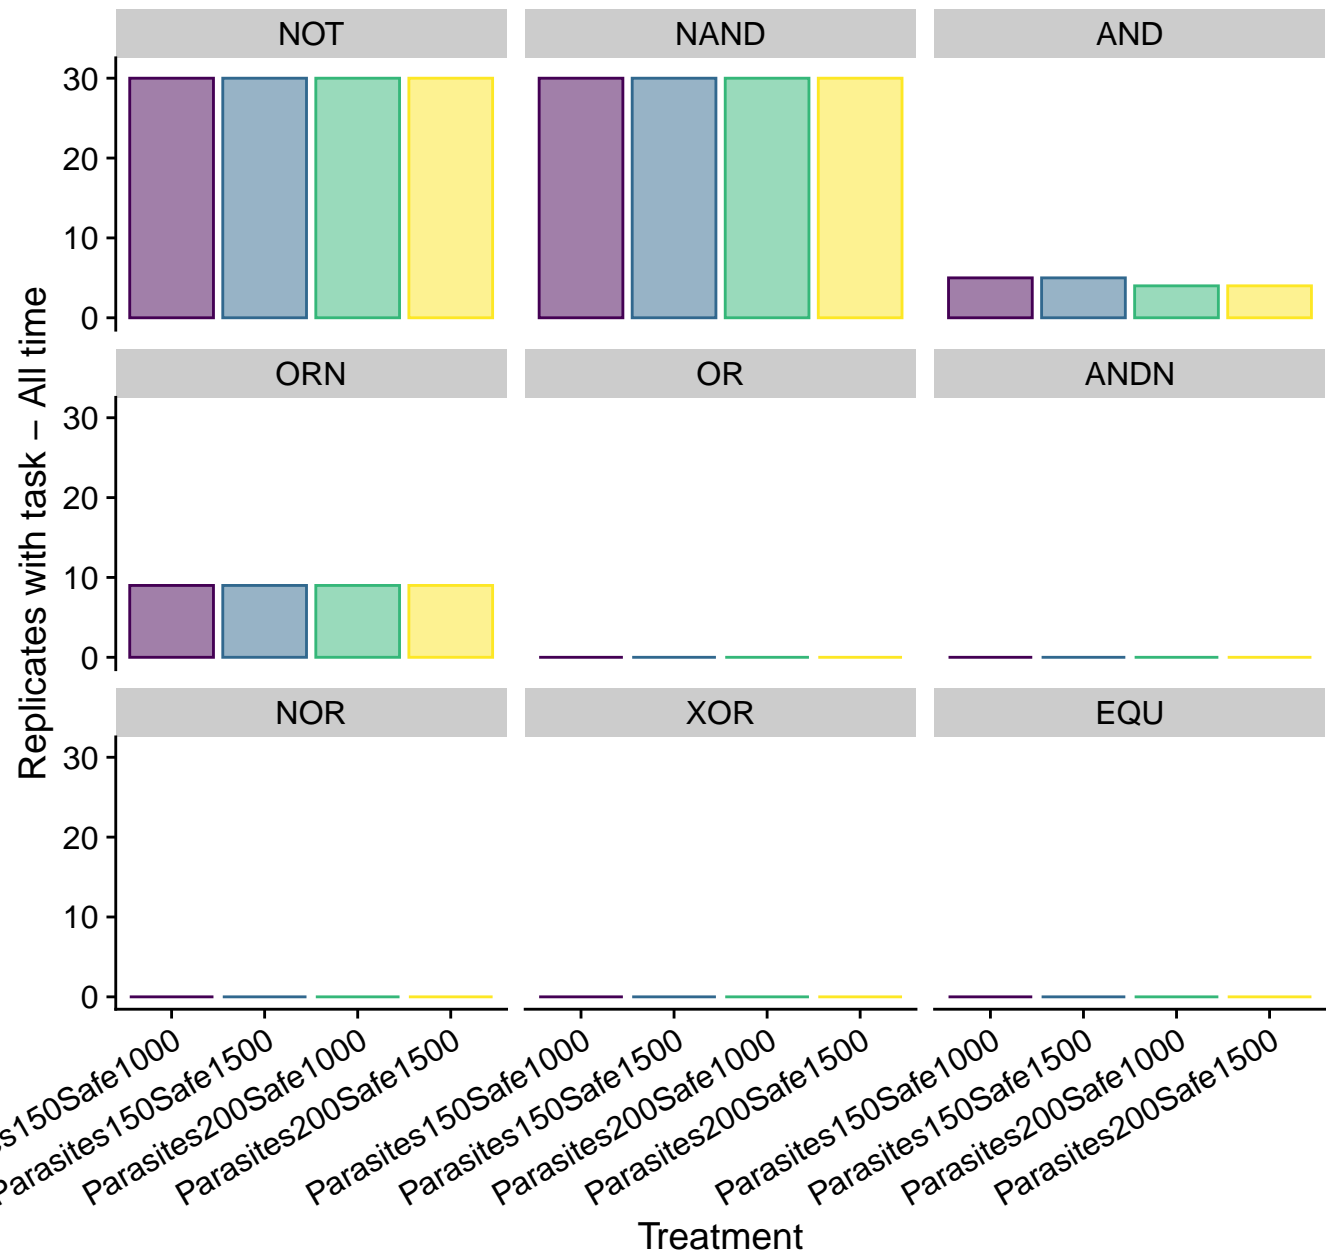 NOT NAND AND
30
20
10
0
ORN OR ANDN
30
20
10
0
NOR XOR EQU
30
20
10
0
Replicates with task – All time
s150Safe1000
Parasites150Safe1500
Parasites200Safe1000
Parasites200Safe1500
Parasites150Safe1000
Parasites150Safe1500
Parasites200Safe1000
Parasites200Safe1500
Parasites150Safe1000
Parasites150Safe1500
Parasites200Safe1000
Parasites200Safe1500
Treatment